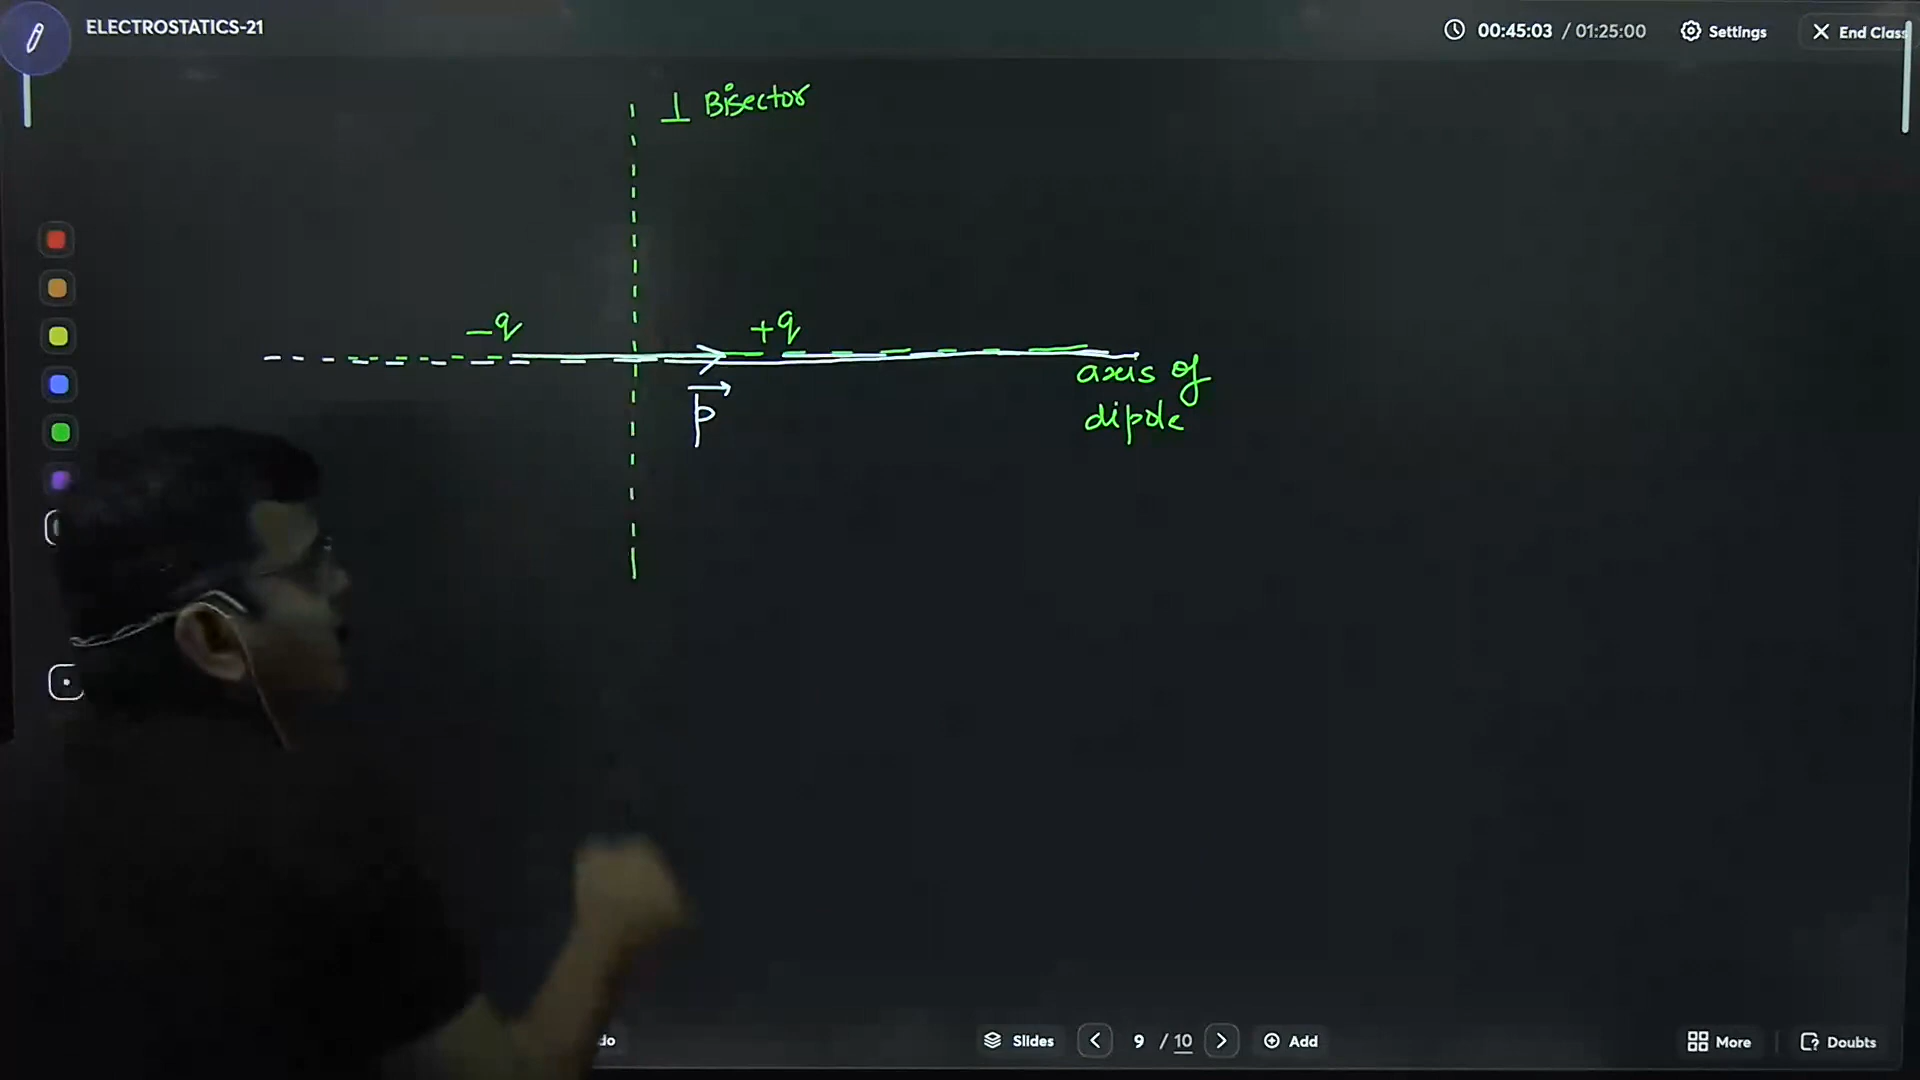 ELECTROSTATICS-21
00:45:03 / 01:25:00
Settings
End Class
⊥ Bisector
-q
+q
p
axis of
dipole
do
Slides
9 / 10
Add
More
Doubts